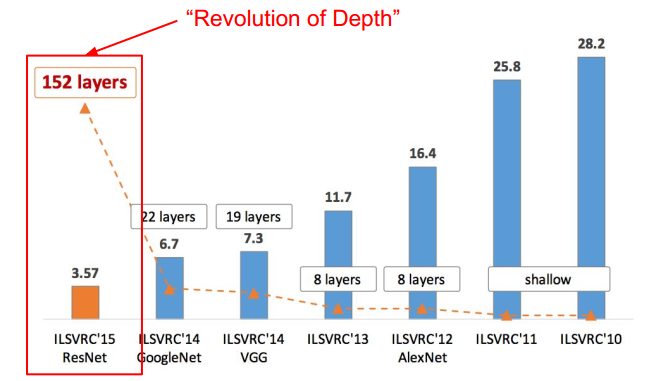 “Revolution of Depth”
152 layers
28.2
25.8
16.4
11.7
22 layers
19 layers
6.7
7.3
3.57
8 layers
8 layers
shallow
ILSVRC'15
ResNet
ILSVRC'14
GoogleNet
ILSVRC'14
VGG
ILSVRC'13
ILSVRC'12
AlexNet
ILSVRC'11
ILSVRC'10